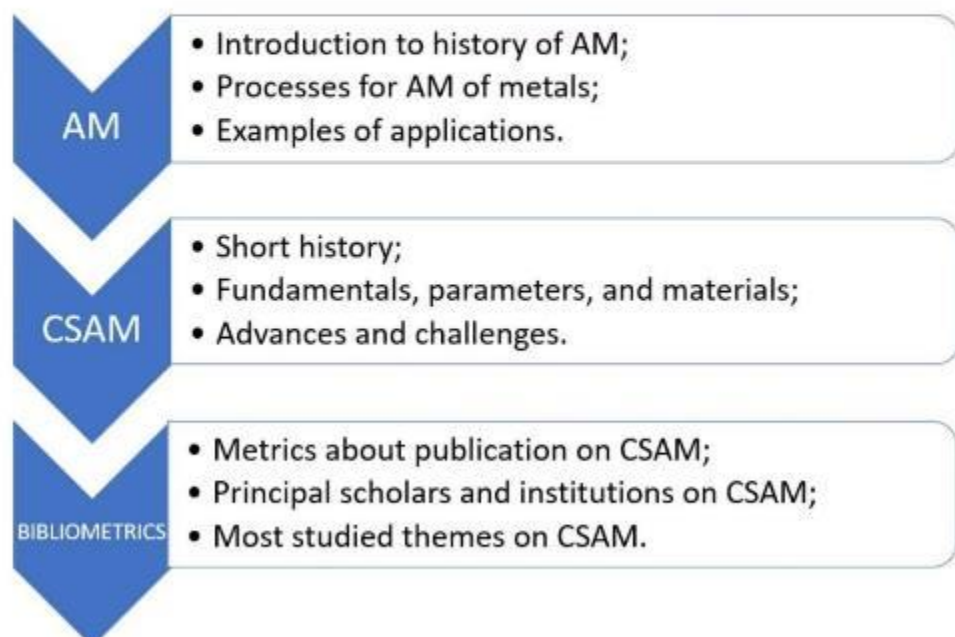 AM
• Introduction to history of AM;
• Processes for AM of metals;
• Examples of applications.
CSAM
• Short history;
• Fundamentals, parameters, and materials;
• Advances and challenges.
BIBLIOMETRICS
• Metrics about publication on CSAM;
• Principal scholars and institutions on CSAM;
• Most studied themes on CSAM.